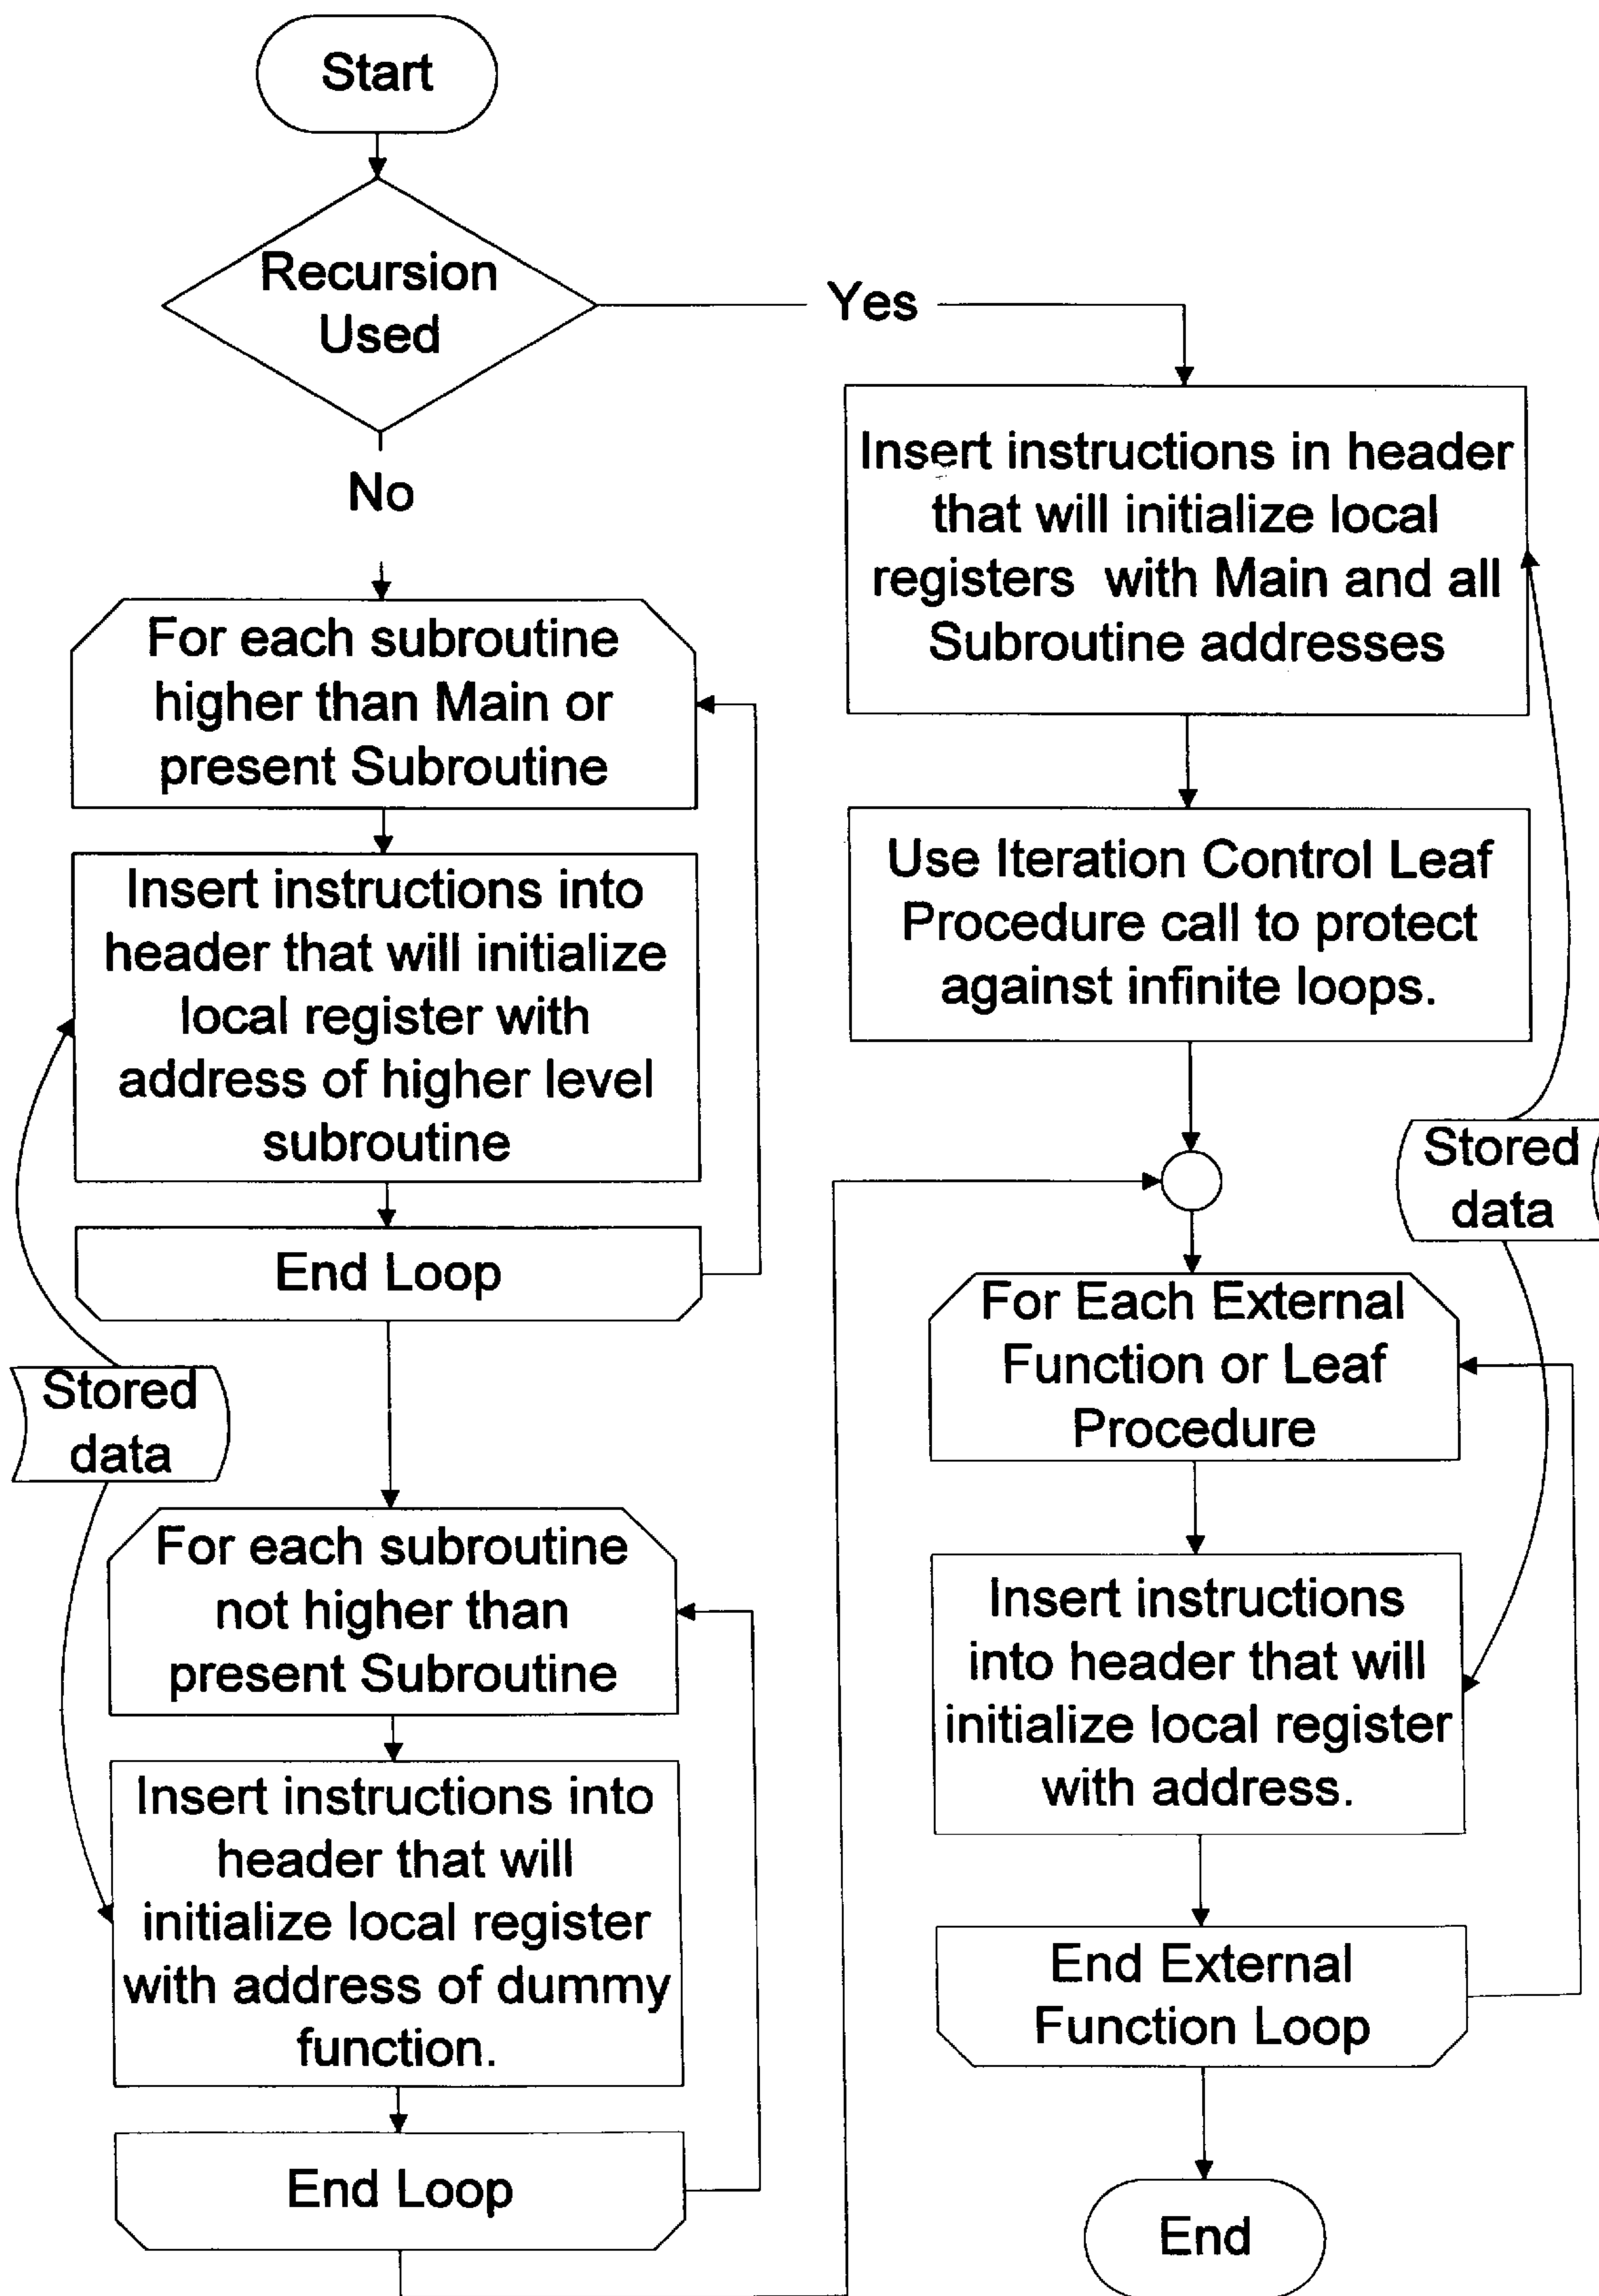 Start
Recursion
Used
Yes
No
For each subroutine
higher than Main or
present Subroutine
Insert instructions into
header that will initialize
local register with
address of higher level
subroutine
End Loop
Stored
data
For each subroutine
not higher than
present Subroutine
Insert instructions into
header that will
initialize local register
with address of dummy
function.
End Loop
Insert instructions in header
that will initialize local
registers with Main and all
Subroutine addresses
Use Iteration Control Leaf
Procedure call to protect
against infinite loops.
Stored
data
For Each External
Function or Leaf
Procedure
Insert instructions
into header that will
initialize local register
with address.
End External
Function Loop
End